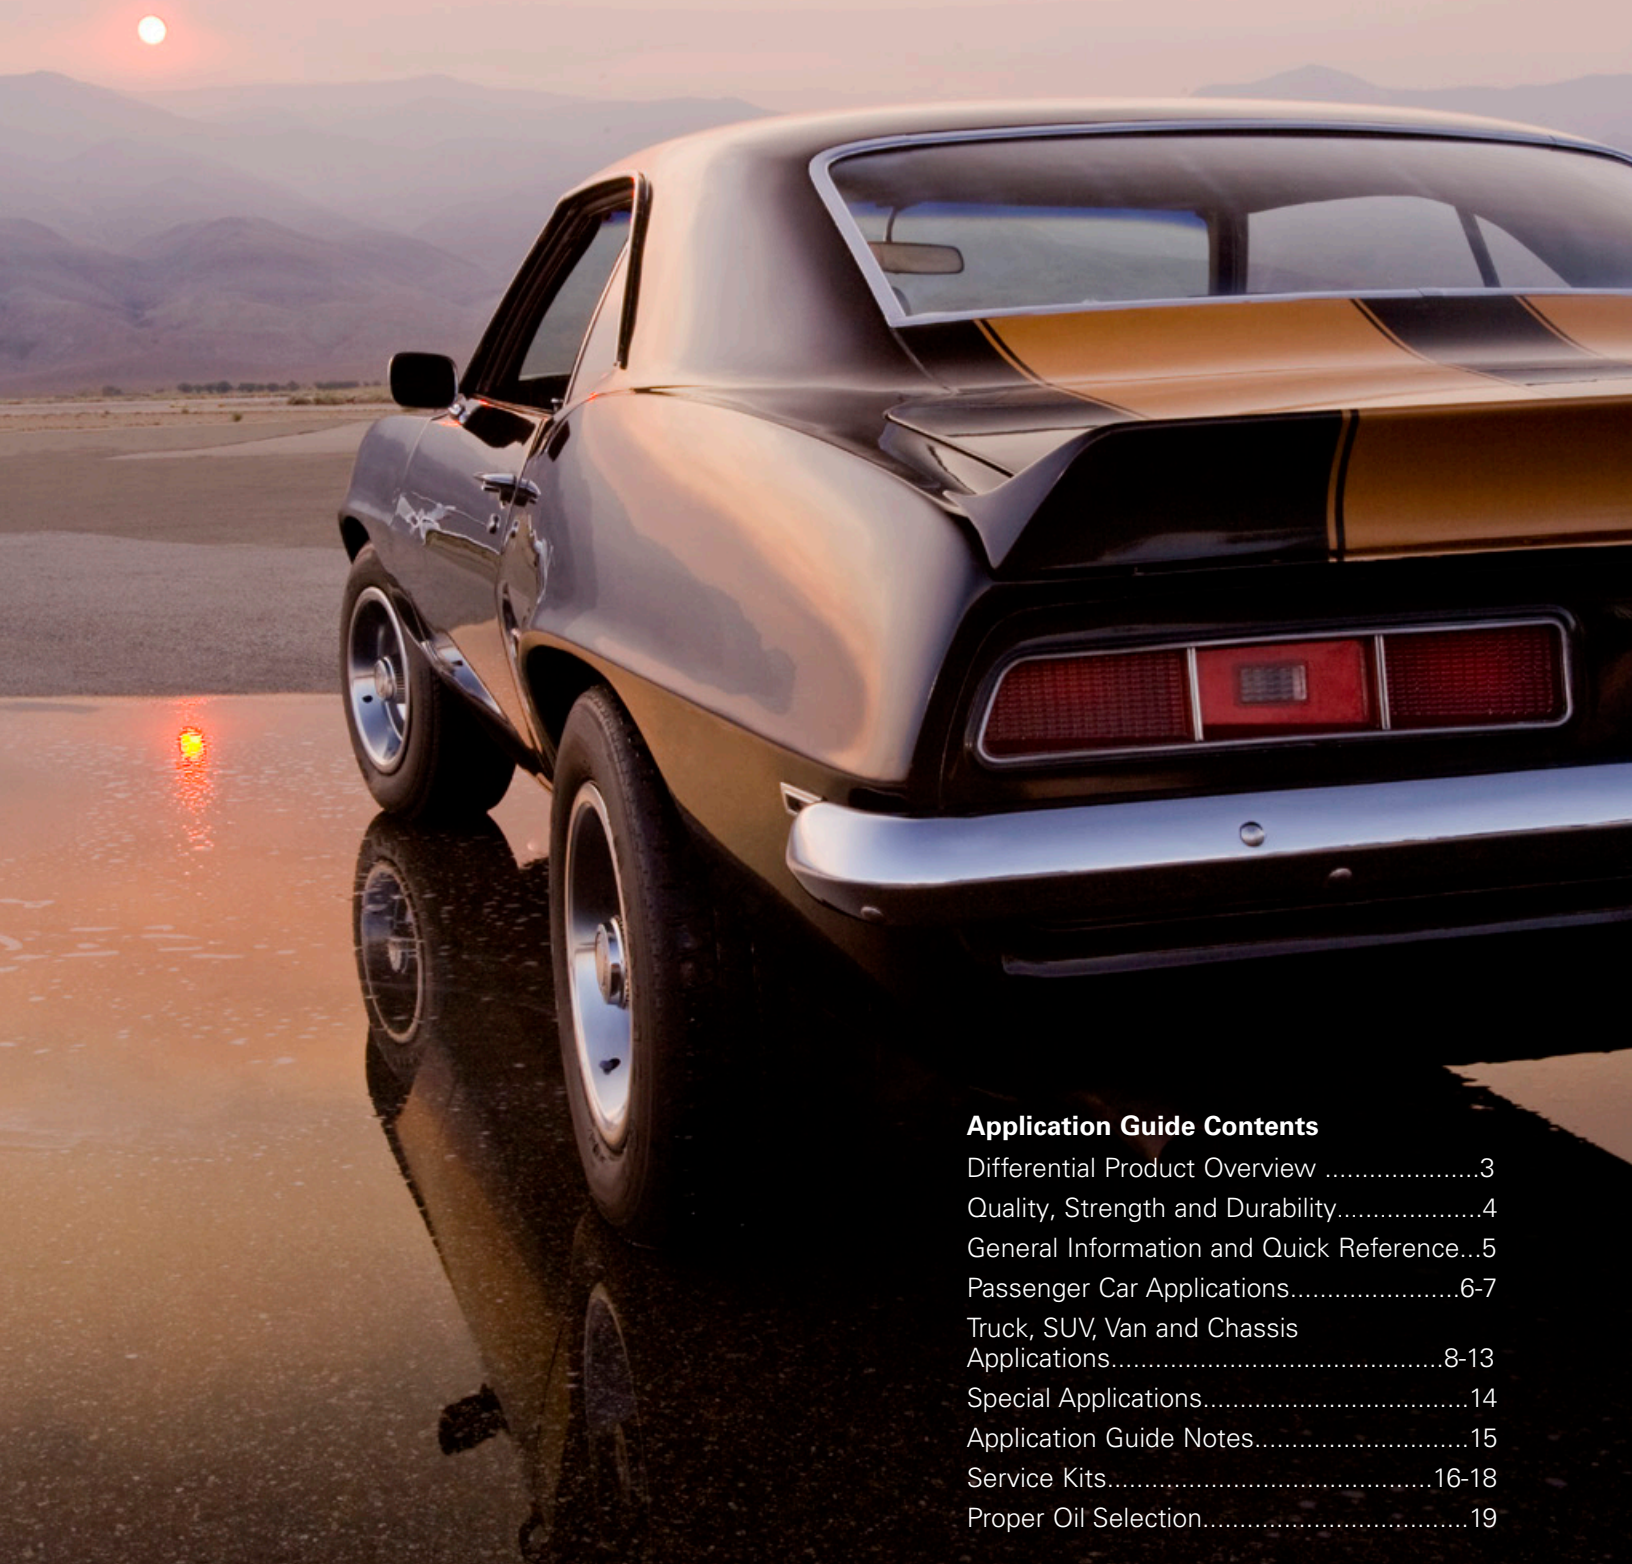 Application Guide Contents
Differential Product Overview .....................3
Quality, Strength and Durability....................4
General Information and Quick Reference...5
Passenger Car Applications.......................6-7
Truck, SUV, Van and Chassis
Applications.............................................8-13
Special Applications....................................14
Application Guide Notes.............................15
Service Kits............................................16-18
Proper Oil Selection....................................19